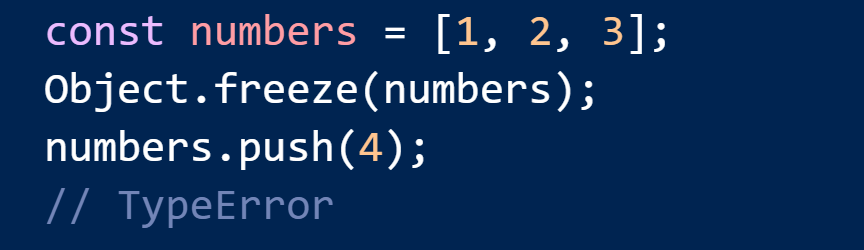 const numbers = [1, 2, 3];
Object.freeze(numbers);
numbers.push(4);
// TypeError